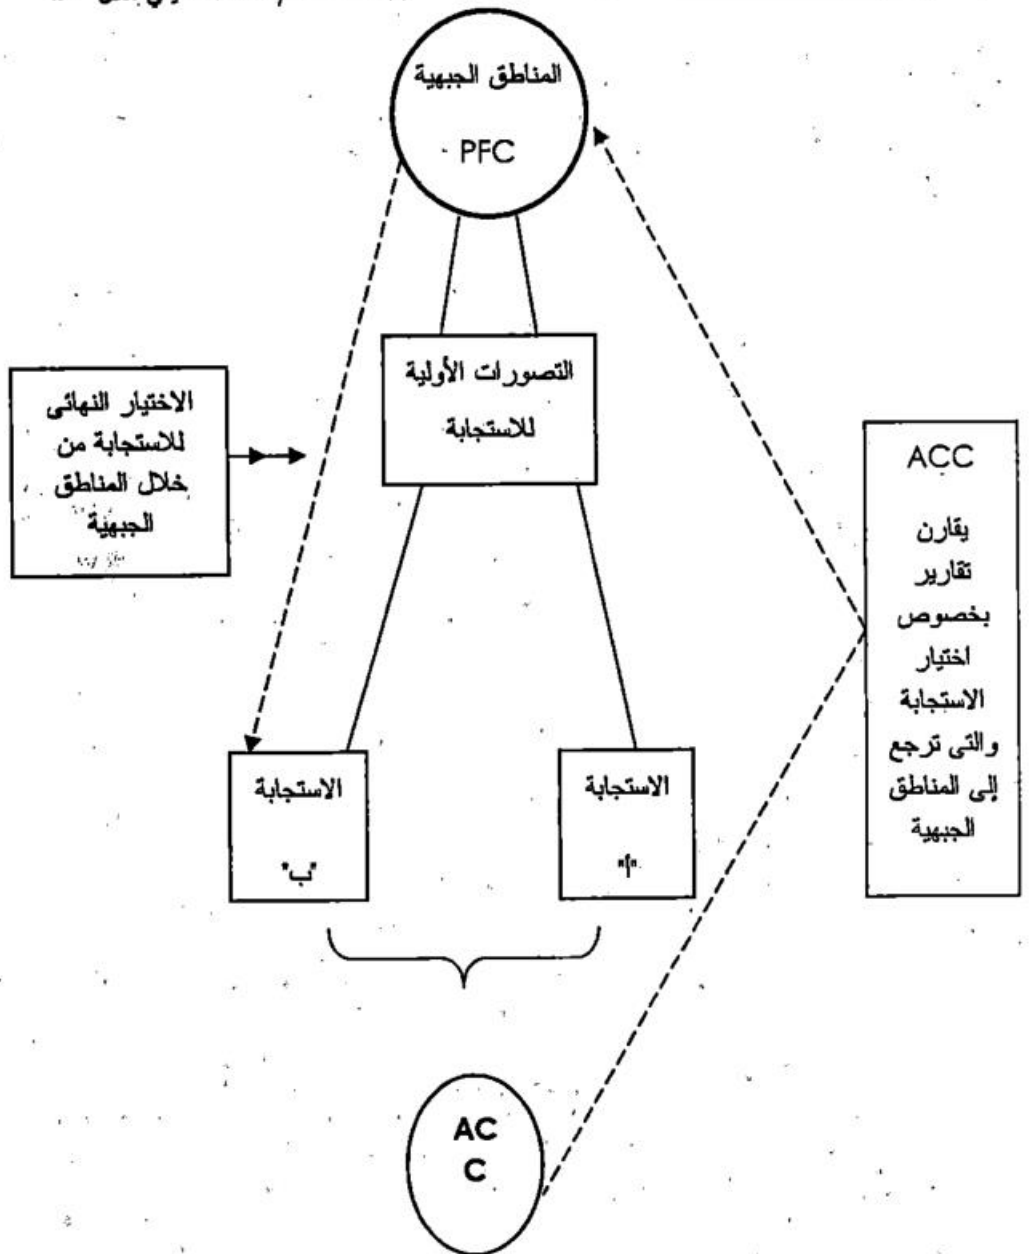 المناطق الجبهية
PFC
التصورات الأولية
للاستجابة
الاختيار النهائى
للاستجابة من
خلال المناطق
الجبهية
ACC
يقارن
تقارير
بخصوص
اختيار
الاستجابة
والتى ترجع
إلى المناطق
الجبهية
الاستجابة
"أ"
الاستجابة
"ب"
AC
C